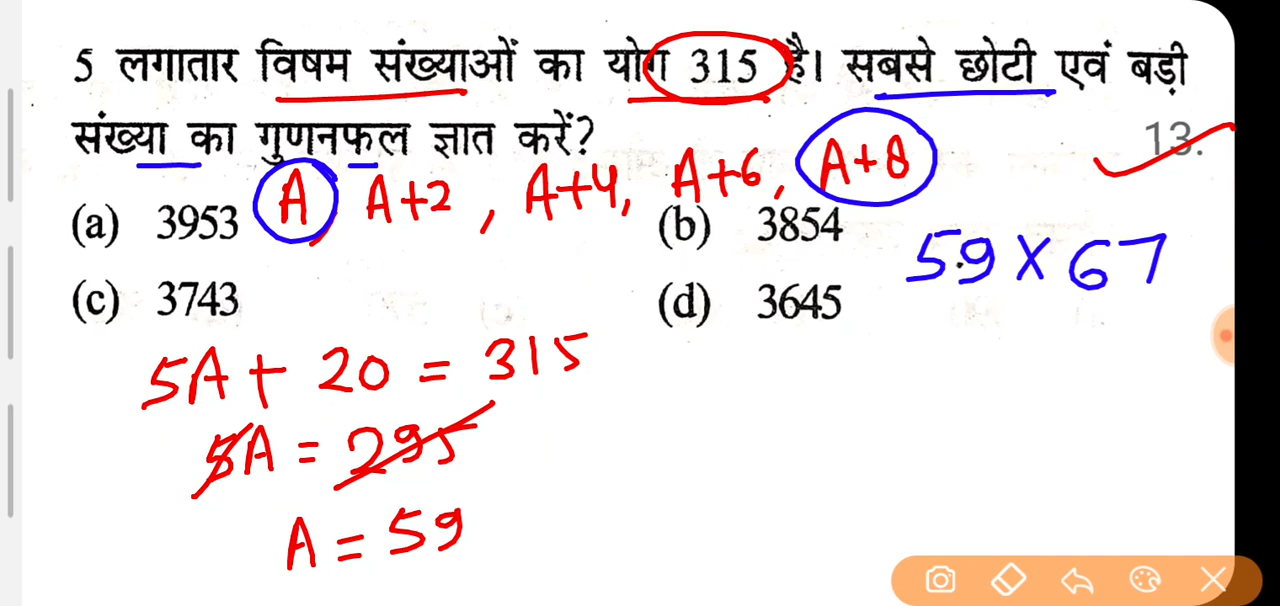 5 लगातार विषम संख्याओं का योग 315 है। सबसे छोटी एवं बड़ी
संख्या का गुणनफल ज्ञात करें?
13.
A, A+2, A+4, A+6, A+8
(a) 3953 (b) 3854
59 × 67
(c) 3743 (d) 3645
5A + 20 = 315
5A = 295
A = 59